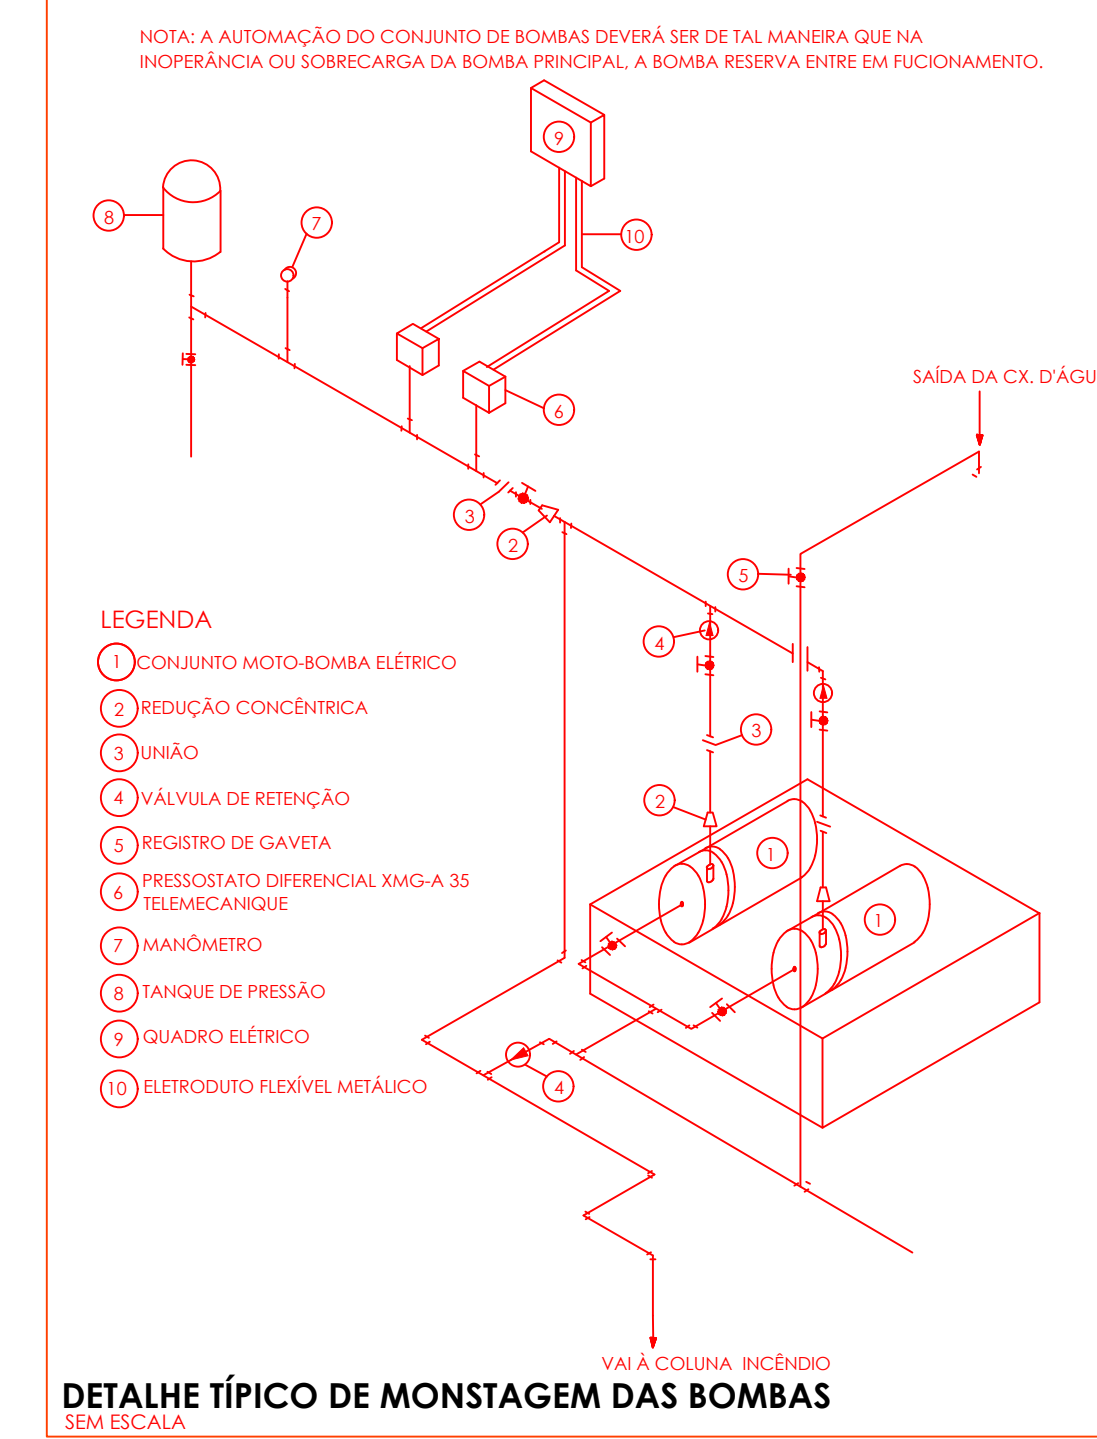 NOTA: A AUTOMAÇÃO DO CONJUNTO DE BOMBAS DEVERÁ SER DE TAL MANEIRA QUE NA
INOPERÂNCIA OU SOBRECARGA DA BOMBA PRINCIPAL, A BOMBA RESERVA ENTRE EM FUCIONAMENTO.
9
8
7
10
6
SAÍDA DA CX. D'ÁGU
3
2
5
4
3
2
1
1
4
LEGENDA
1 CONJUNTO MOTO-BOMBA ELÉTRICO
2 REDUÇÃO CONCÊNTRICA
3 UNIÃO
4 VÁLVULA DE RETENÇÃO
5 REGISTRO DE GAVETA
6 PRESSOSTATO DIFERENCIAL XMG-A 35
TELEMECANIQUE
7 MANÔMETRO
8 TANQUE DE PRESSÃO
9 QUADRO ELÉTRICO
10 ELETRODUTO FLEXÍVEL METÁLICO
VAI À COLUNA INCÊNDIO
DETALHE TÍPICO DE MONSTAGEM DAS BOMBAS
SEM ESCALA